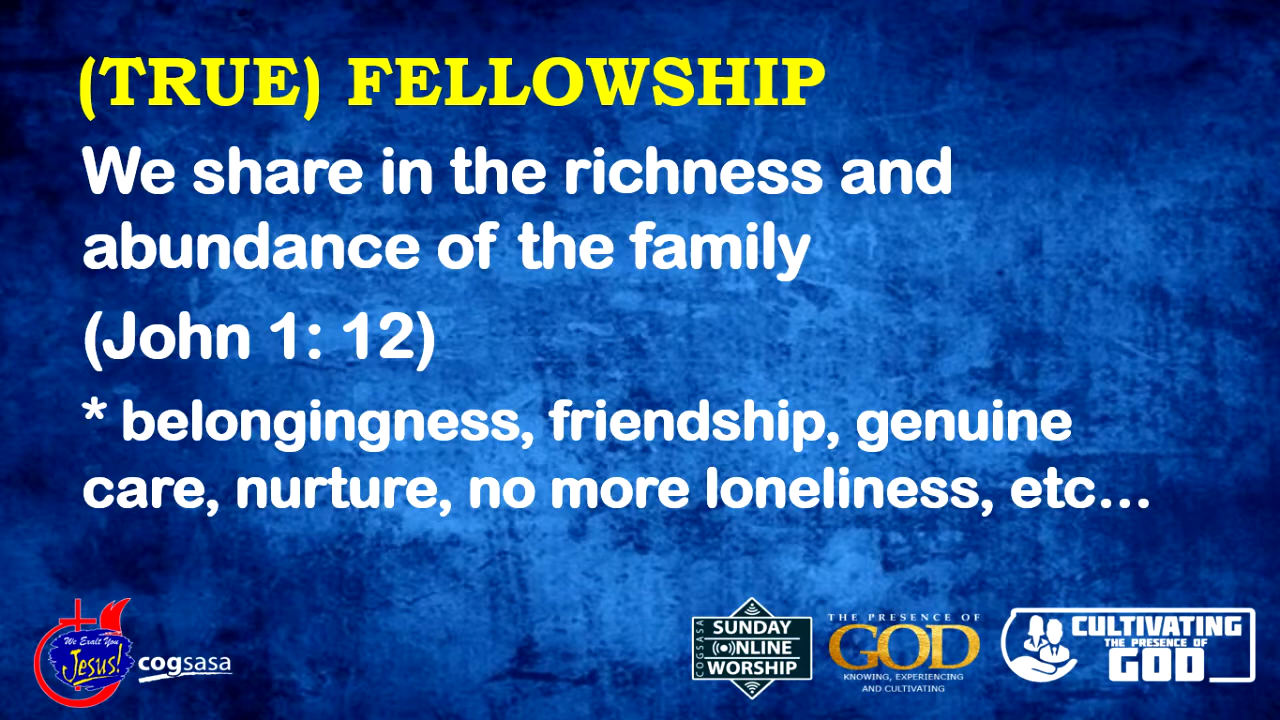 (TRUE) FELLOWSHIP
We share in the richness and
abundance of the family
(John 1: 12)
* belongingness, friendship, genuine
care, nurture, no more loneliness, etc…
We Exalt You
Jesus!
cogsasa
COGSASA
SUNDAY
ONLINE
WORSHIP
THE PRESENCE OF
GOD
KNOWING, EXPERIENCING
AND CULTIVATING
CULTIVATING
THE PRESENCE OF
GOD